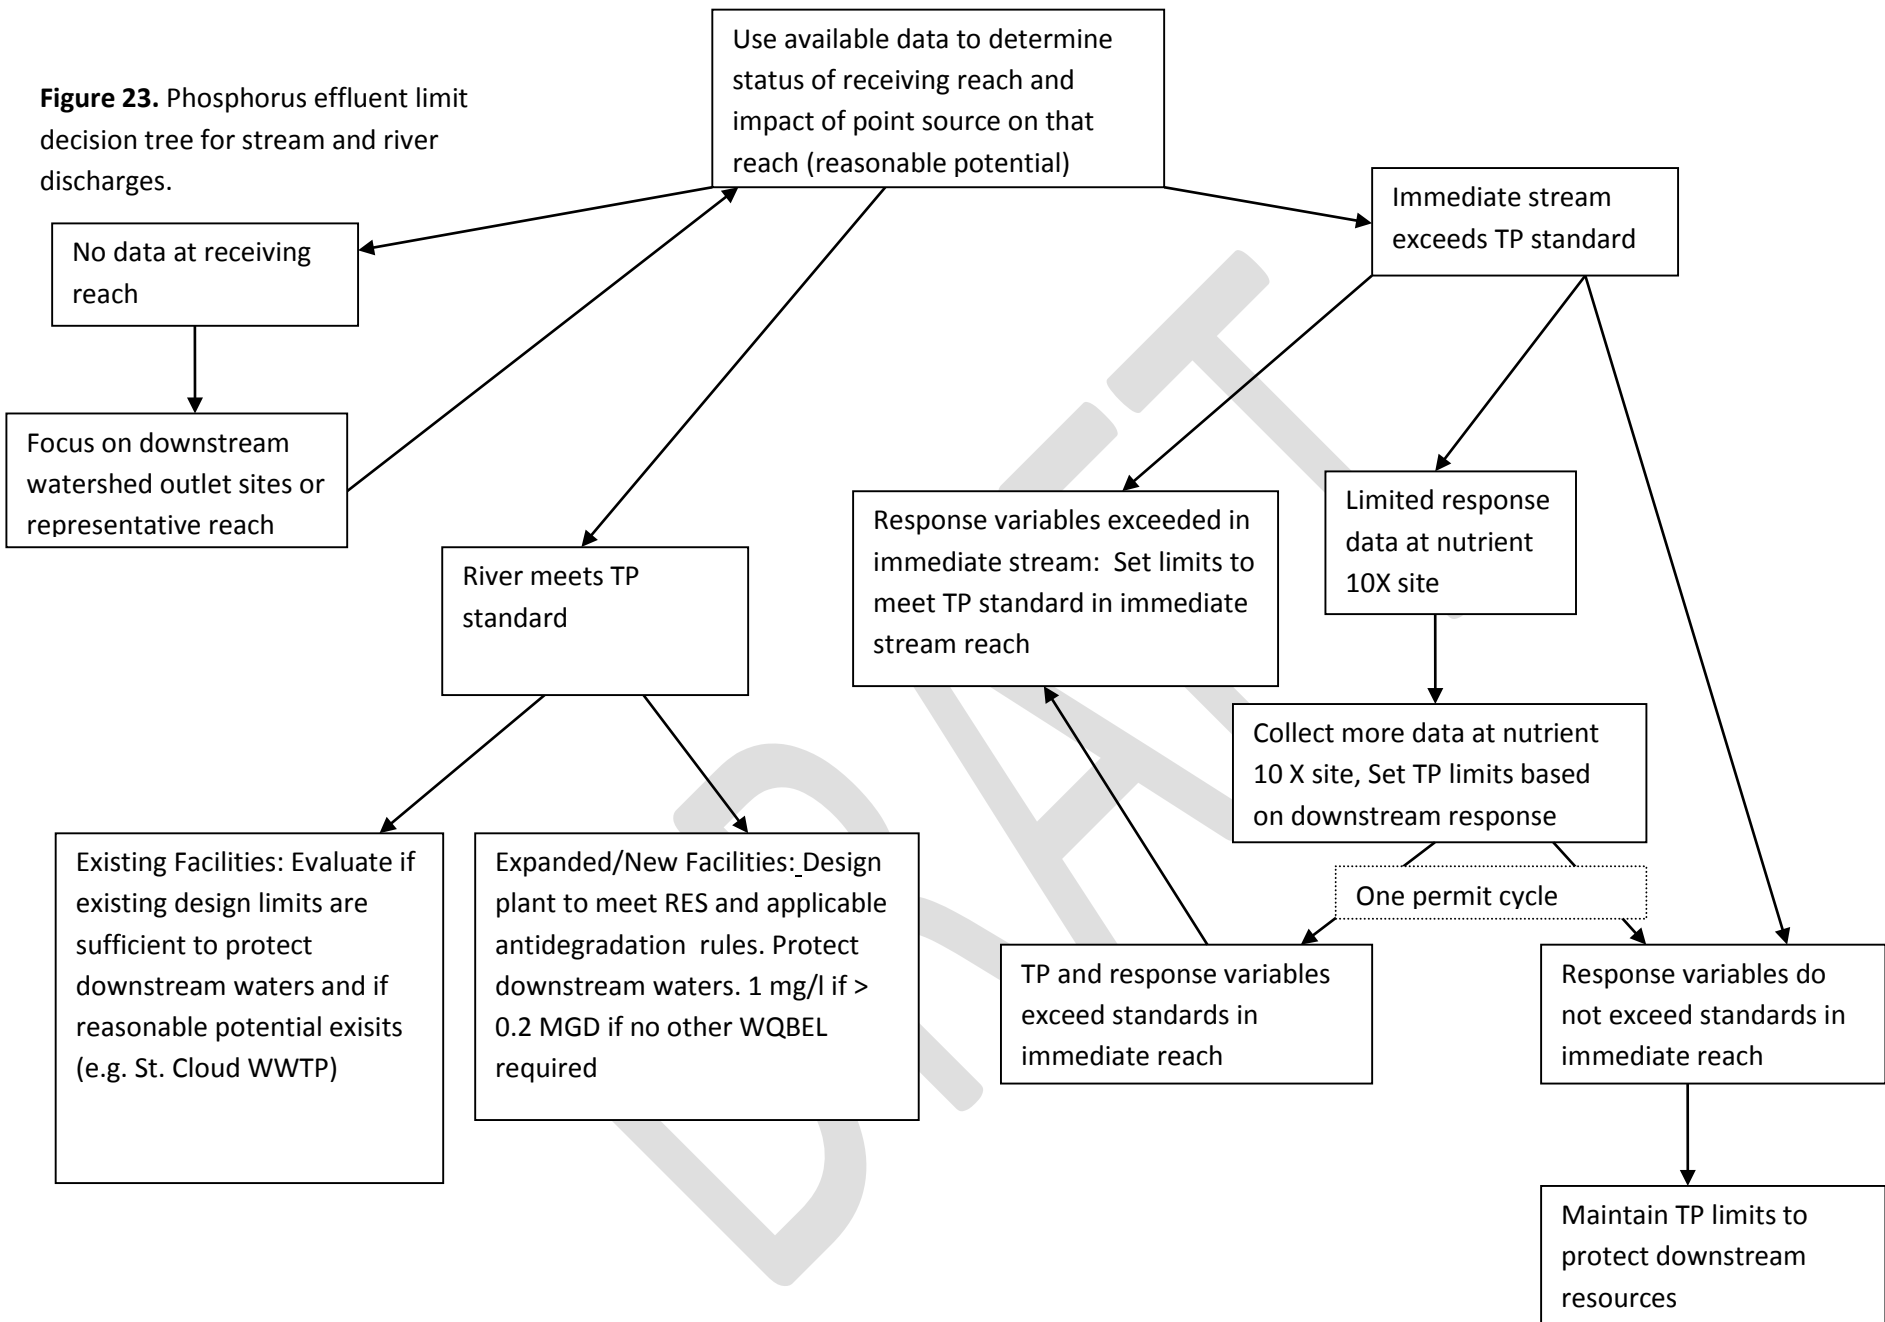 Use available data to determine
status of receiving reach and
impact of point source on that
reach (reasonable potential)
Figure 23. Phosphorus effluent limit
decision tree for stream and river
discharges.
Immediate stream
exceeds TP standard
No data at receiving
reach
Focus on downstream
watershed outlet sites or
representative reach
River meets TP
standard
Response variables exceeded in
immediate stream: Set limits to
meet TP standard in immediate
stream reach
Limited response
data at nutrient
10X site
Collect more data at nutrient
10 X site, Set TP limits based
on downstream response
One permit cycle
Existing Facilities: Evaluate if
existing design limits are
sufficient to protect
downstream waters and if
reasonable potential exisits
(e.g. St. Cloud WWTP)
Expanded/New Facilities: Design
plant to meet RES and applicable
antidegradation rules. Protect
downstream waters. 1 mg/l if >
0.2 MGD if no other WQBEL
required
TP and response variables
exceed standards in
immediate reach
Response variables do
not exceed standards in
immediate reach
Maintain TP limits to
protect downstream
resources
DRAFT